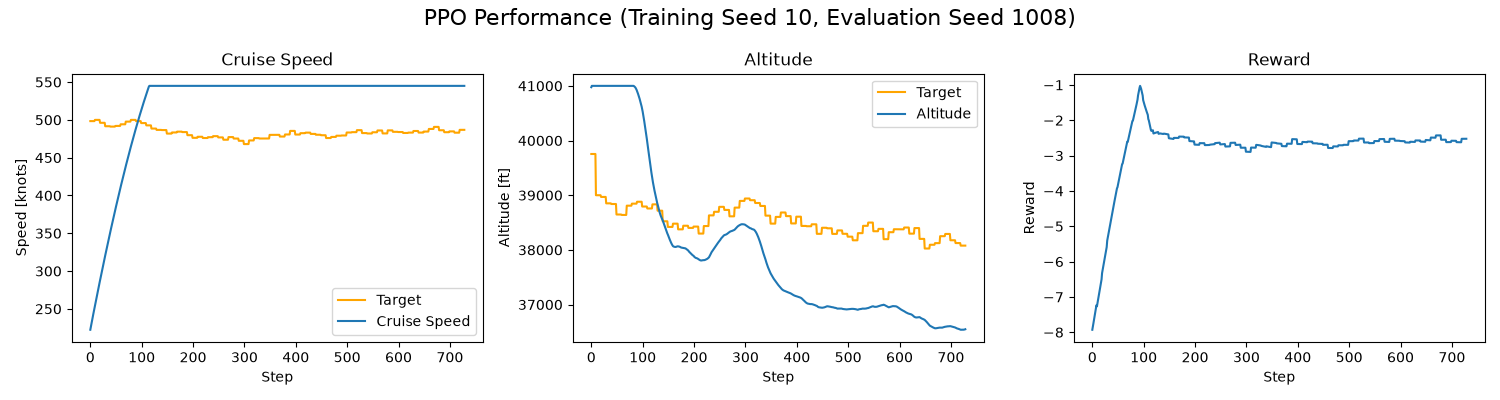 PPO Performance (Training Seed 10, Evaluation Seed 1008)
Cruise Speed
550
500
450
400
350
300
250
Speed [knots]
0 100 200 300 400 500 600 700
Step
Target
Cruise Speed
Altitude
41000
40000
39000
38000
37000
Altitude [ft]
0 100 200 300 400 500 600 700
Step
Target
Altitude
Reward
−1
−2
−3
−4
−5
−6
−7
−8
Reward
0 100 200 300 400 500 600 700
Step